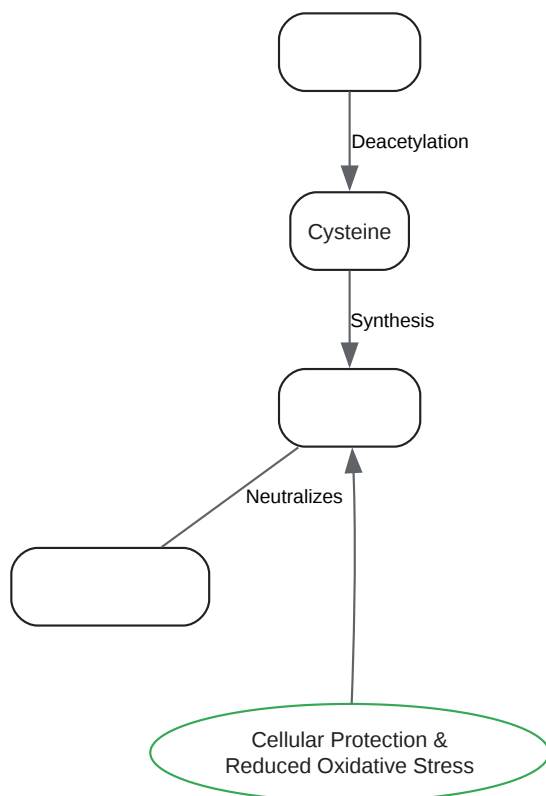 Deacetylation
Cysteine
Synthesis
Neutralizes
Cellular Protection &
Reduced Oxidative Stress